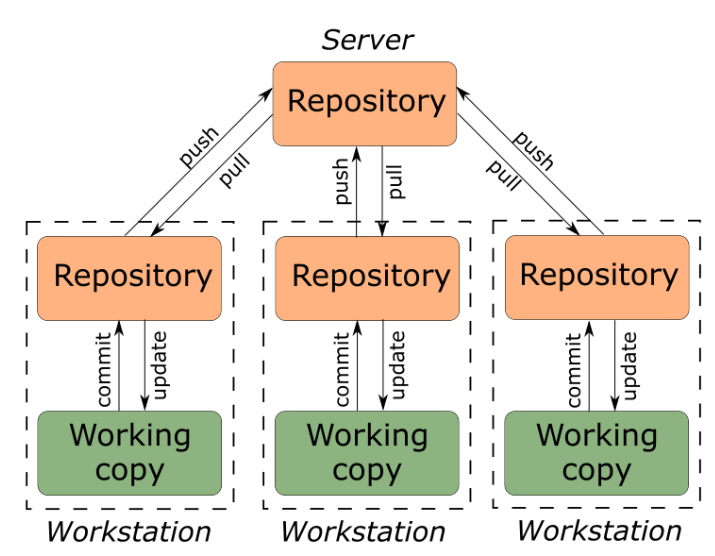 Server
Repository
push
pull
push
pull
push
pull
Repository
Repository
Repository
commit
update
commit
update
commit
update
Working
copy
Working
copy
Working
copy
Workstation
Workstation
Workstation